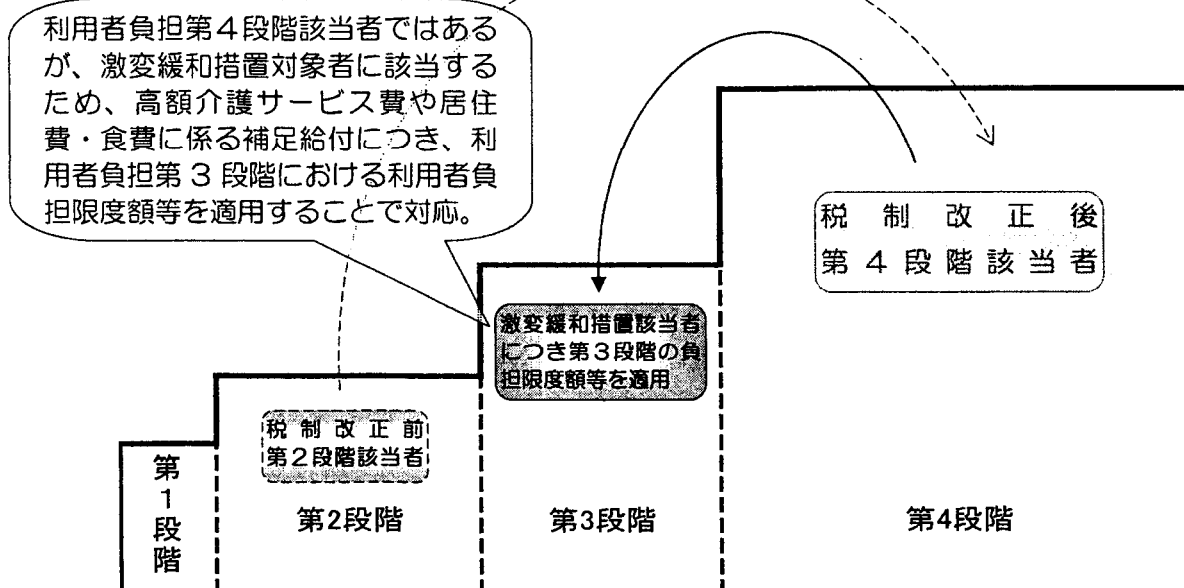 利用者負担第４段階該当者ではある
が、激変緩和措置対象者に該当する
ため、高額介護サービス費や居住
費・食費に係る補足給付につき、利
用者負担第３段階における利用者負
担限度額等を適用することで対応。
税制改正後
第４段階該当者
激変緩和措置該当者
につき第３段階の負
担限度額等を適用
税制改正前
第２段階該当者
第１段階
第2段階
第3段階
第4段階